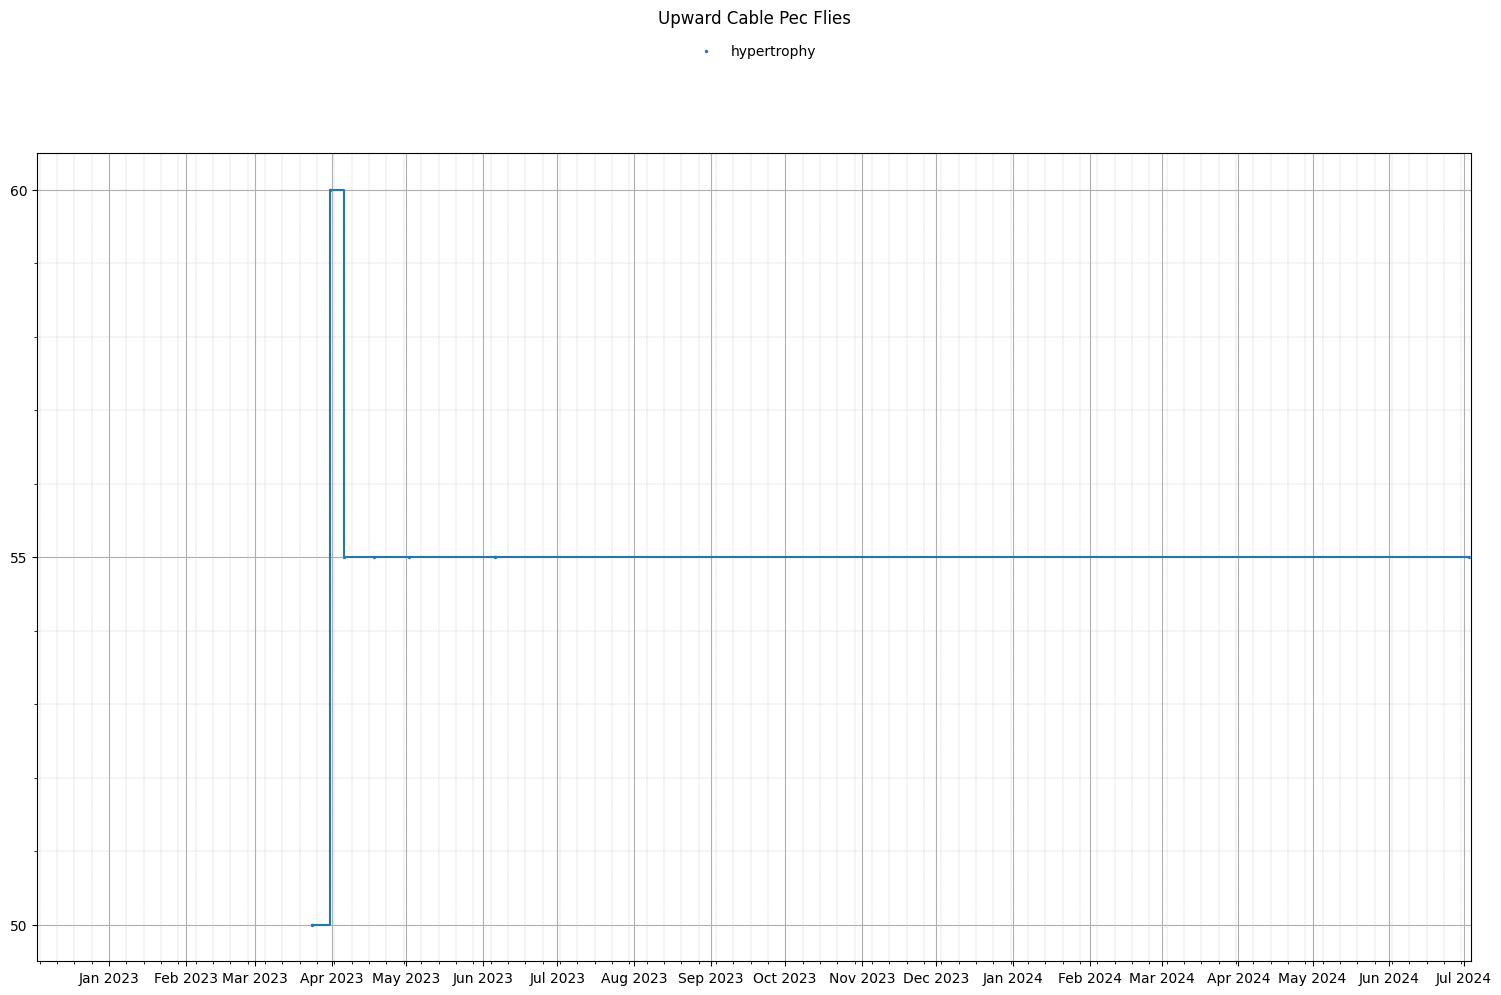 Upward Cable Pec Flies
hypertrophy
60
55
50
Jan 2023 Feb 2023 Mar 2023 Apr 2023 May 2023 Jun 2023 Jul 2023 Aug 2023 Sep 2023 Oct 2023 Nov 2023 Dec 2023 Jan 2024 Feb 2024 Mar 2024 Apr 2024 May 2024 Jun 2024 Jul 2024